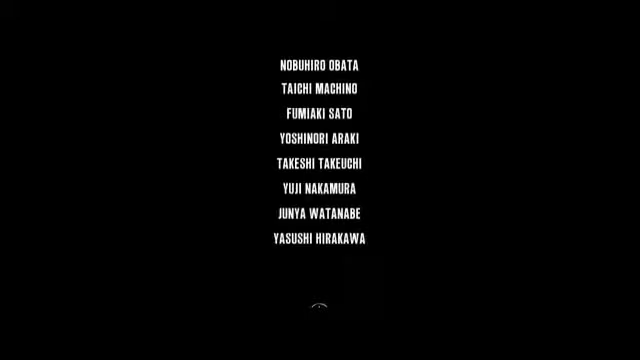 NOBUHIRO OBATA
TAICHI MACHINO
FUMIAKI SATO
YOSHINORI ARAKI
TAKESHI TAKEUCHI
YUJI NAKAMURA
JUNYA WATANABE
YASUSHI HIRAKAWA